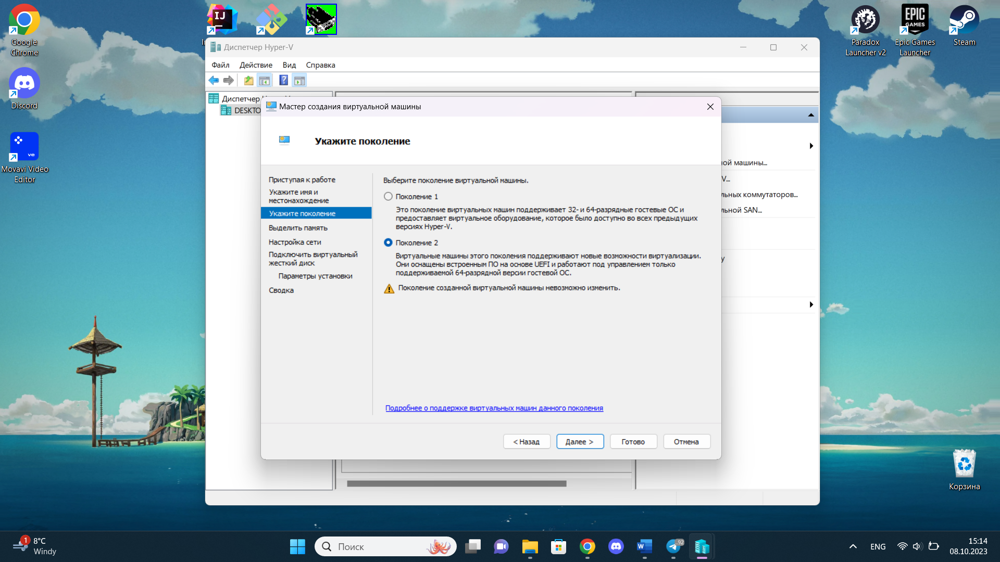 Google
Chrome
Discord
Movavi Video
Editor
IJ
ve
Paradox
Launcher v2
EPIC
GAMES
Epic Games
Launcher
Steam
Корзина
Диспетчер Hyper-V
Файл
Действие
Вид
Справка
Диспетчер
DESKTO
Мастер создания виртуальной машины
Укажите поколение
Приступая к работе
Укажите имя и
местонахождение
Укажите поколение
Выделить память
Настройка сети
Подключить виртуальный
жесткий диск
Параметры установки
Сводка
Выберите поколение виртуальной машины.
Поколение 1
Это поколение виртуальных машин поддерживает 32- и 64-разрядные гостевые ОС и
предоставляет виртуальное оборудование, которое было доступно во всех предыдущих
версиях Hyper-V.
Поколение 2
Виртуальные машины этого поколения поддерживают новые возможности виртуализации.
Они оснащены встроенным ПО на основе UEFI и работают под управлением только
поддерживаемой 64-разрядной версии гостевой ОС.
Поколение созданной виртуальной машины невозможно изменить.
Подробнее о поддержке виртуальных машин данного поколения
< Назад
Далее >
Готово
Отмена
ой машины...
V...
льных коммутаторов...
льной SAN...
у
1
8°C
Windy
Поиск
92
ENG
15:14
08.10.2023